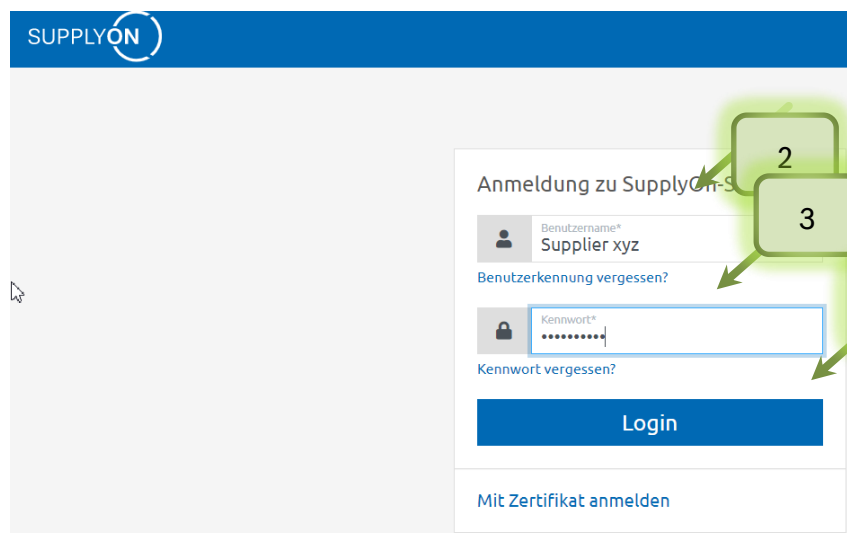 SUPPLYON
2
Anmeldung zu SupplyOn-S
3
Benutzername*
Supplier xyz
Benutzerkennung vergessen?
Kennwort*
••••••••••
Kennwort vergessen?
Login
Mit Zertifikat anmelden